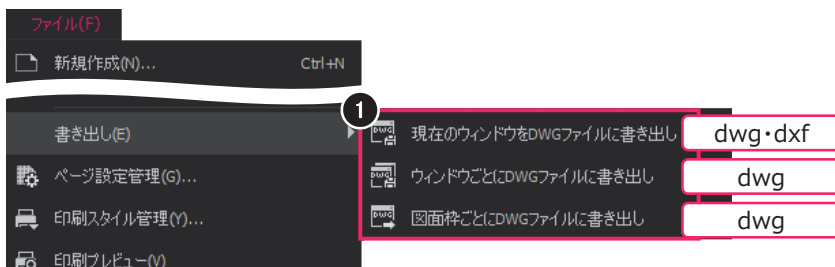 ファイル(F)
新規作成(N)... Ctrl+N
1
書き出し(E)
現在のウィンドウをDWGファイルに書き出し dwg・dxf
ページ設定管理(G)...
ウィンドウごとにDWGファイルに書き出し dwg
印刷スタイル管理(Y)...
図面枠ごとにDWGファイルに書き出し dwg
印刷プレビュー(V)